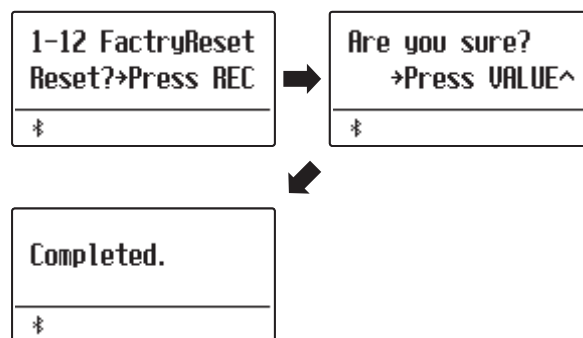 1-12 FactryReset
Reset?→Press REC
Are you sure?
→Press VALUE^
Completed.